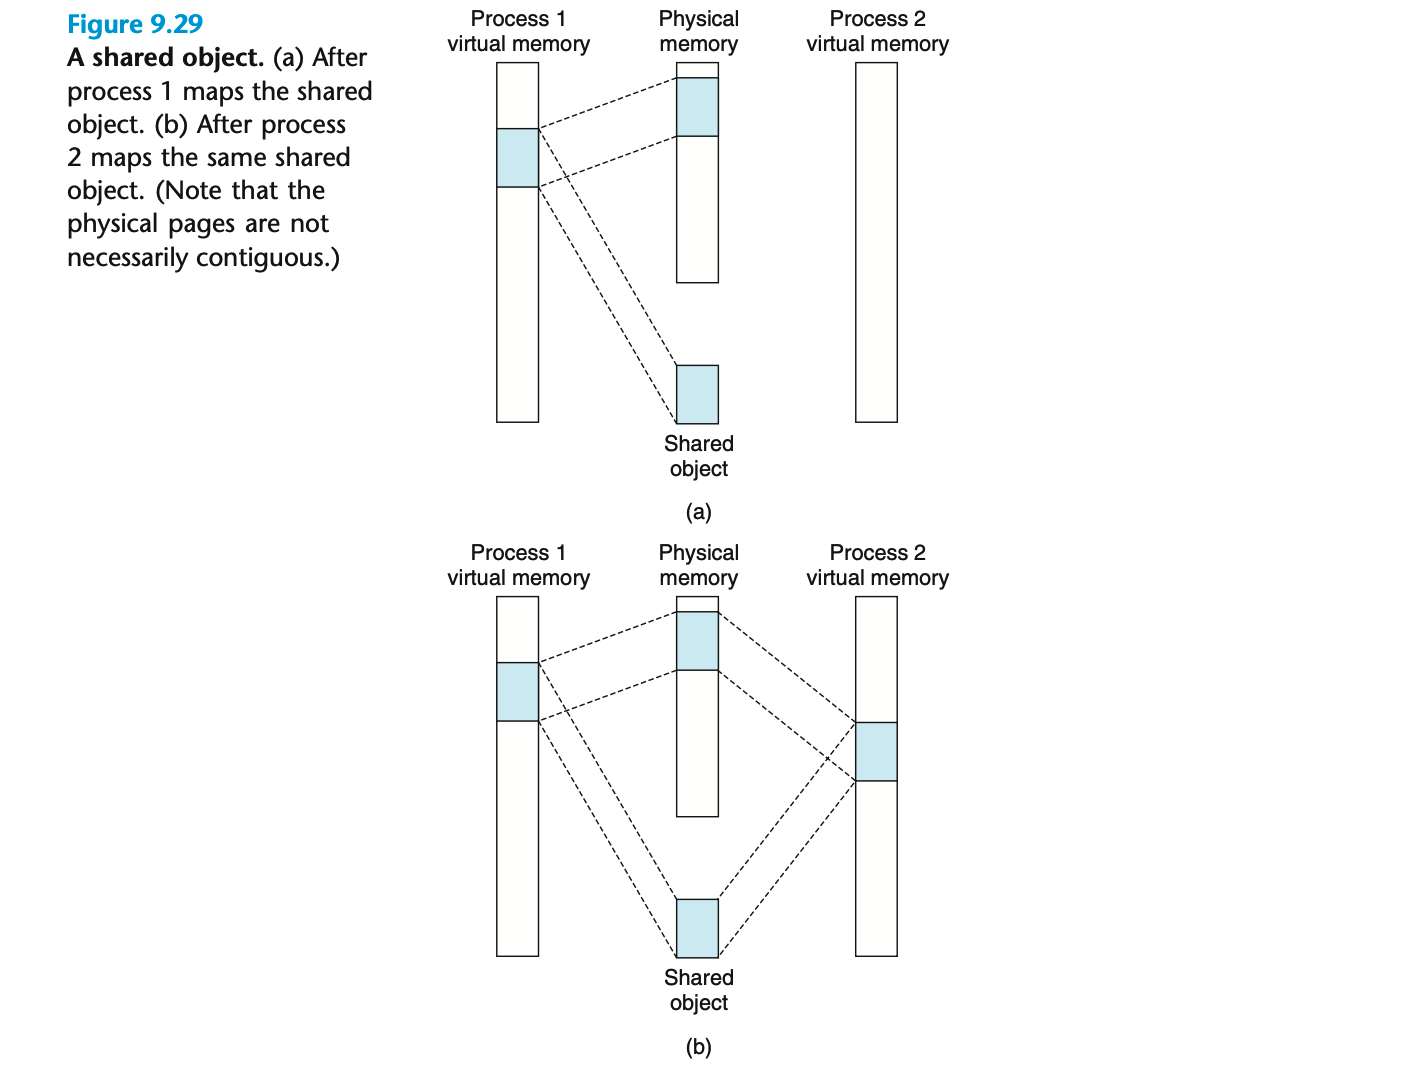 Figure 9.29
A shared object. (a) After
process 1 maps the shared
object. (b) After process
2 maps the same shared
object. (Note that the
physical pages are not
necessarily contiguous.)
Process 1
virtual memory
Physical
memory
Process 2
virtual memory
Shared
object
(a)
Process 1
virtual memory
Physical
memory
Process 2
virtual memory
Shared
object
(b)